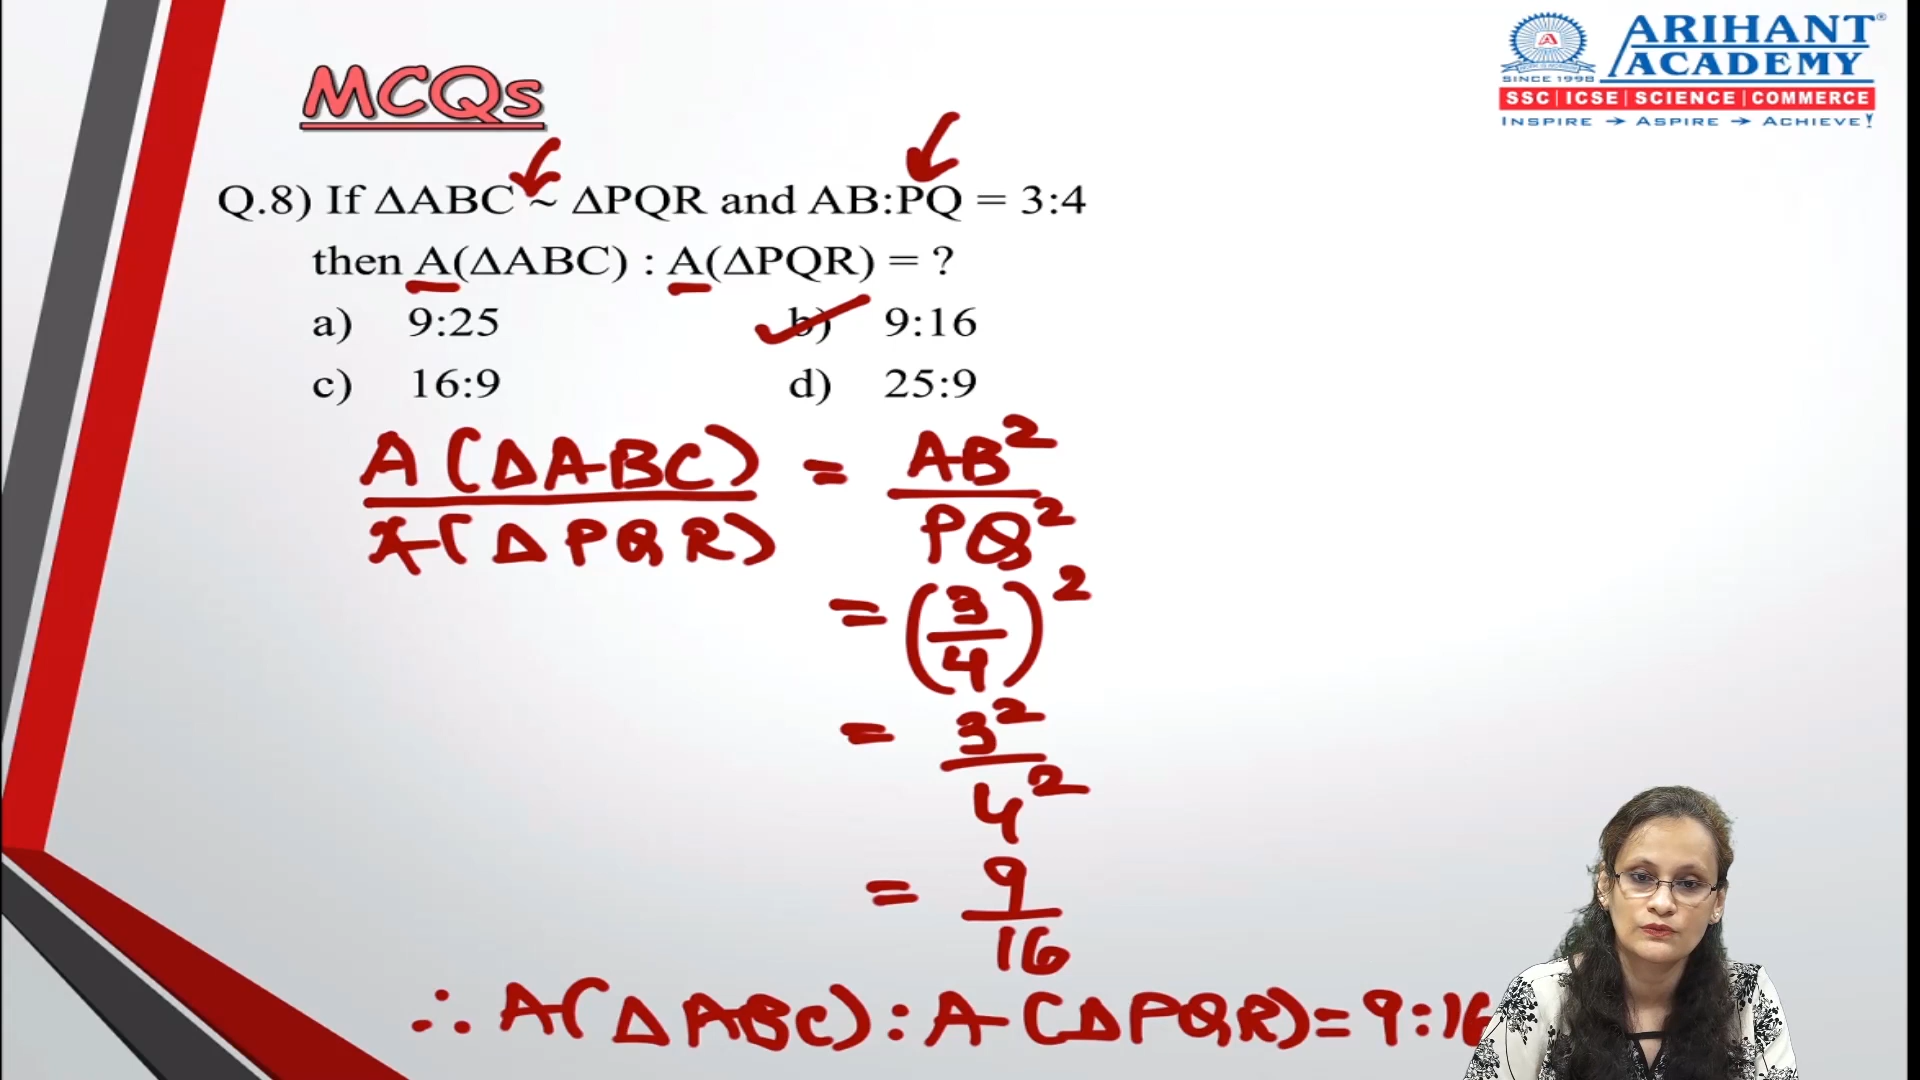 ARIHANT
ACADEMY
SINCE 1998
SSC | ICSE | SCIENCE | COMMERCE
INSPIRE → ASPIRE → ACHIEVE!
MCQs
Q.8) If ΔABC ~ ΔPQR and AB:PQ = 3:4
then A(ΔABC) : A(ΔPQR) = ?
a) 9:25 b) 9:16
c) 16:9 d) 25:9
A(ΔABC) / A(ΔPQR) = AB² / PQ²
= (3/4)²
= 3² / 4²
= 9 / 16
∴ A(ΔABC) : A(ΔPQR) = 9:16